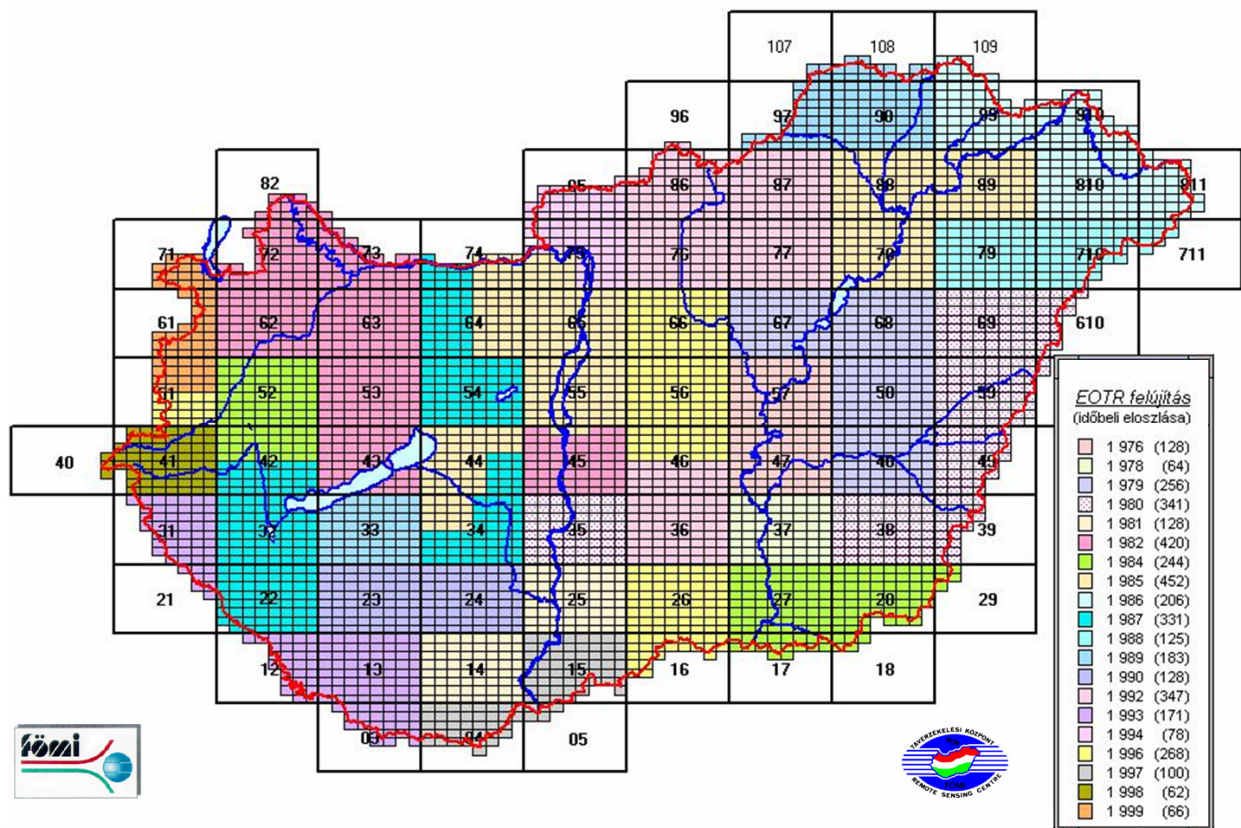 107 108 109
96 97 98 99 910
82 85 86 87 88 89 810 811
71 72 73 74 75 76 77 78 79 710 711
61 62 63 64 65 66 67 68 69 610
51 52 53 54 55 56 57 58 59
40 41 42 43 44 45 46 47 48 49
31 32 33 34 35 36 37 38 39
21 22 23 24 25 26 27 28 29
12 13 14 15 16 17 18
03 04 05
EOTR felújítás
(időbeli eloszlása)
1 976 (128)
1 978 (64)
1 979 (256)
1 980 (341)
1 981 (128)
1 982 (420)
1 984 (244)
1 985 (452)
1 986 (206)
1 987 (331)
1 988 (125)
1 989 (183)
1 990 (128)
1 992 (347)
1 993 (171)
1 994 (78)
1 996 (268)
1 997 (100)
1 998 (62)
1 999 (66)
fömi
TÁVÉRZÉKELÉSI KÖZPONT
FÖMI
REMOTE SENSING CENTRE